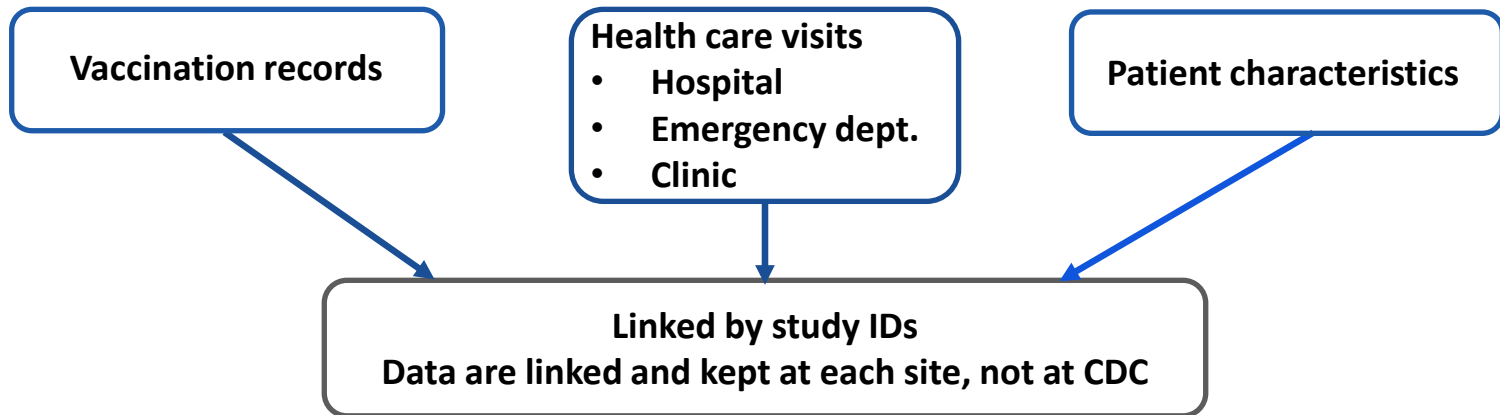 Vaccination records
Health care visits
• Hospital
• Emergency dept.
• Clinic
Patient characteristics
Linked by study IDs
Data are linked and kept at each site, not at CDC